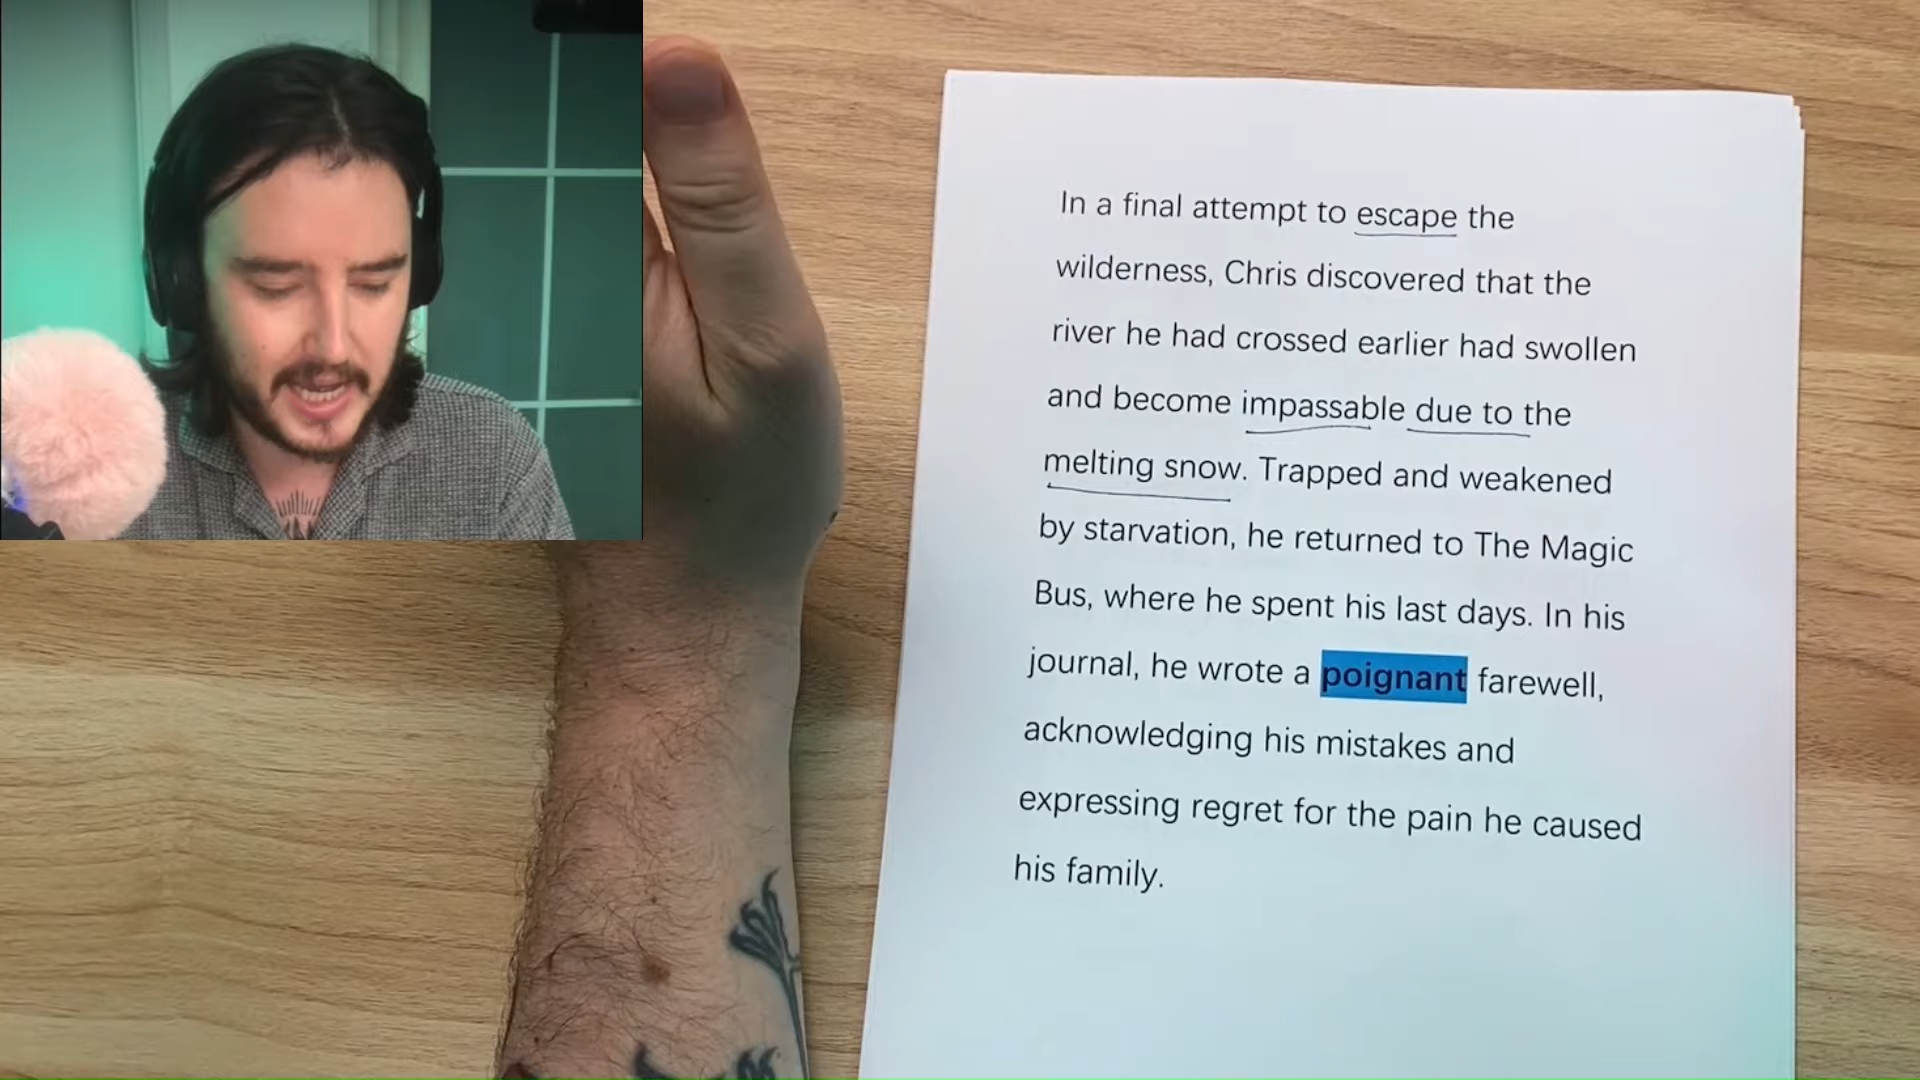 In a final attempt to escape the
wilderness, Chris discovered that the
river he had crossed earlier had swollen
and become impassable due to the
melting snow. Trapped and weakened
by starvation, he returned to The Magic
Bus, where he spent his last days. In his
journal, he wrote a poignant farewell,
acknowledging his mistakes and
expressing regret for the pain he caused
his family.